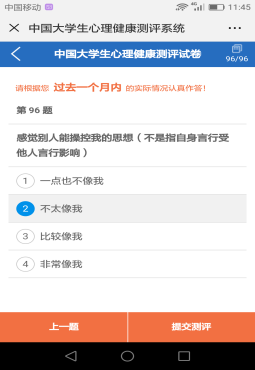 中国移动 4G 11:45
中国大学生心理健康测评系统
中国大学生心理健康测评试卷
96/96
请根据您 过去一个月内 的实际情况认真作答！
第 96 题
感觉别人能操控我的思想（不是指自身言行受
他人言行影响）
1 一点也不像我
2 不太像我
3 比较像我
4 非常像我
上一题 提交测评